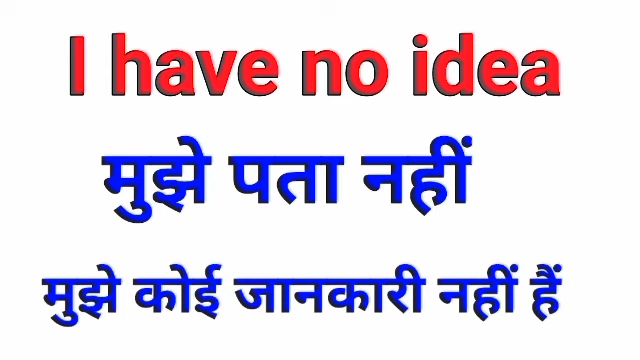 I have no idea
मुझे पता नहीं
मुझे कोई जानकारी नहीं हैं